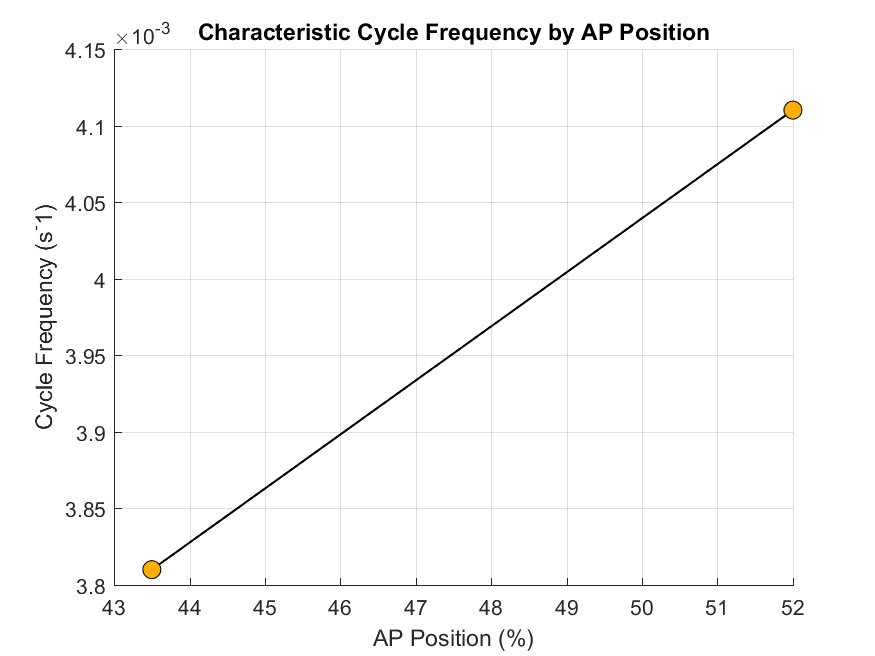 Characteristic Cycle Frequency by AP Position
×10⁻³
4.15
4.1
4.05
4
3.95
3.9
3.85
3.8
Cycle Frequency (s⁻1)
43 44 45 46 47 48 49 50 51 52
AP Position (%)